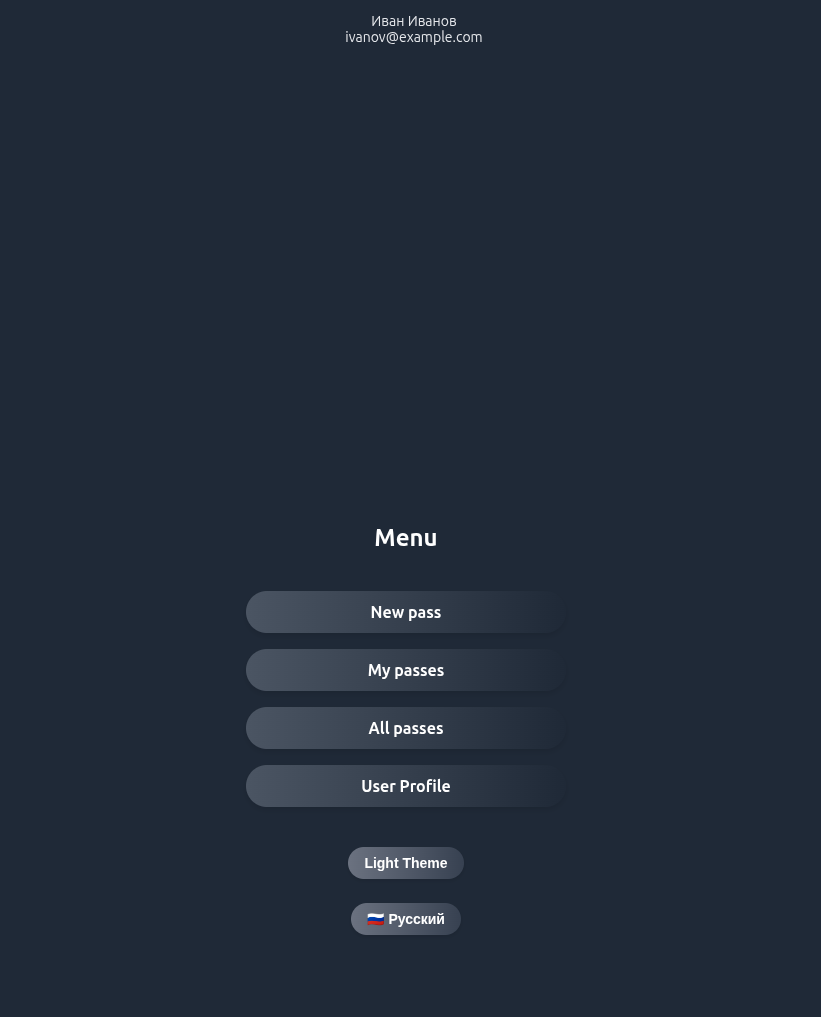 Иван Иванов
ivanov@example.com
Menu
New pass
My passes
All passes
User Profile
Light Theme
🇷🇺 Русский